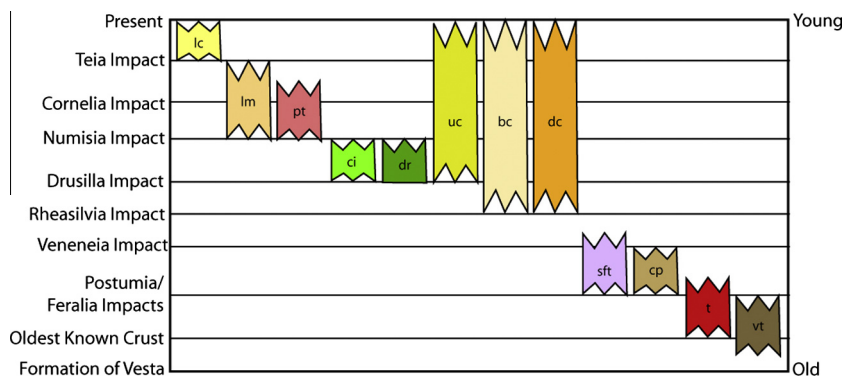 Present
Young
lc
Teia Impact
lm
pt
Cornelia Impact
uc
bc
dc
Numisia Impact
ci
dr
Drusilla Impact
Rheasilvia Impact
Veneneia Impact
sft
cp
Postumia/
Feralia Impacts
t
vt
Oldest Known Crust
Formation of Vesta
Old